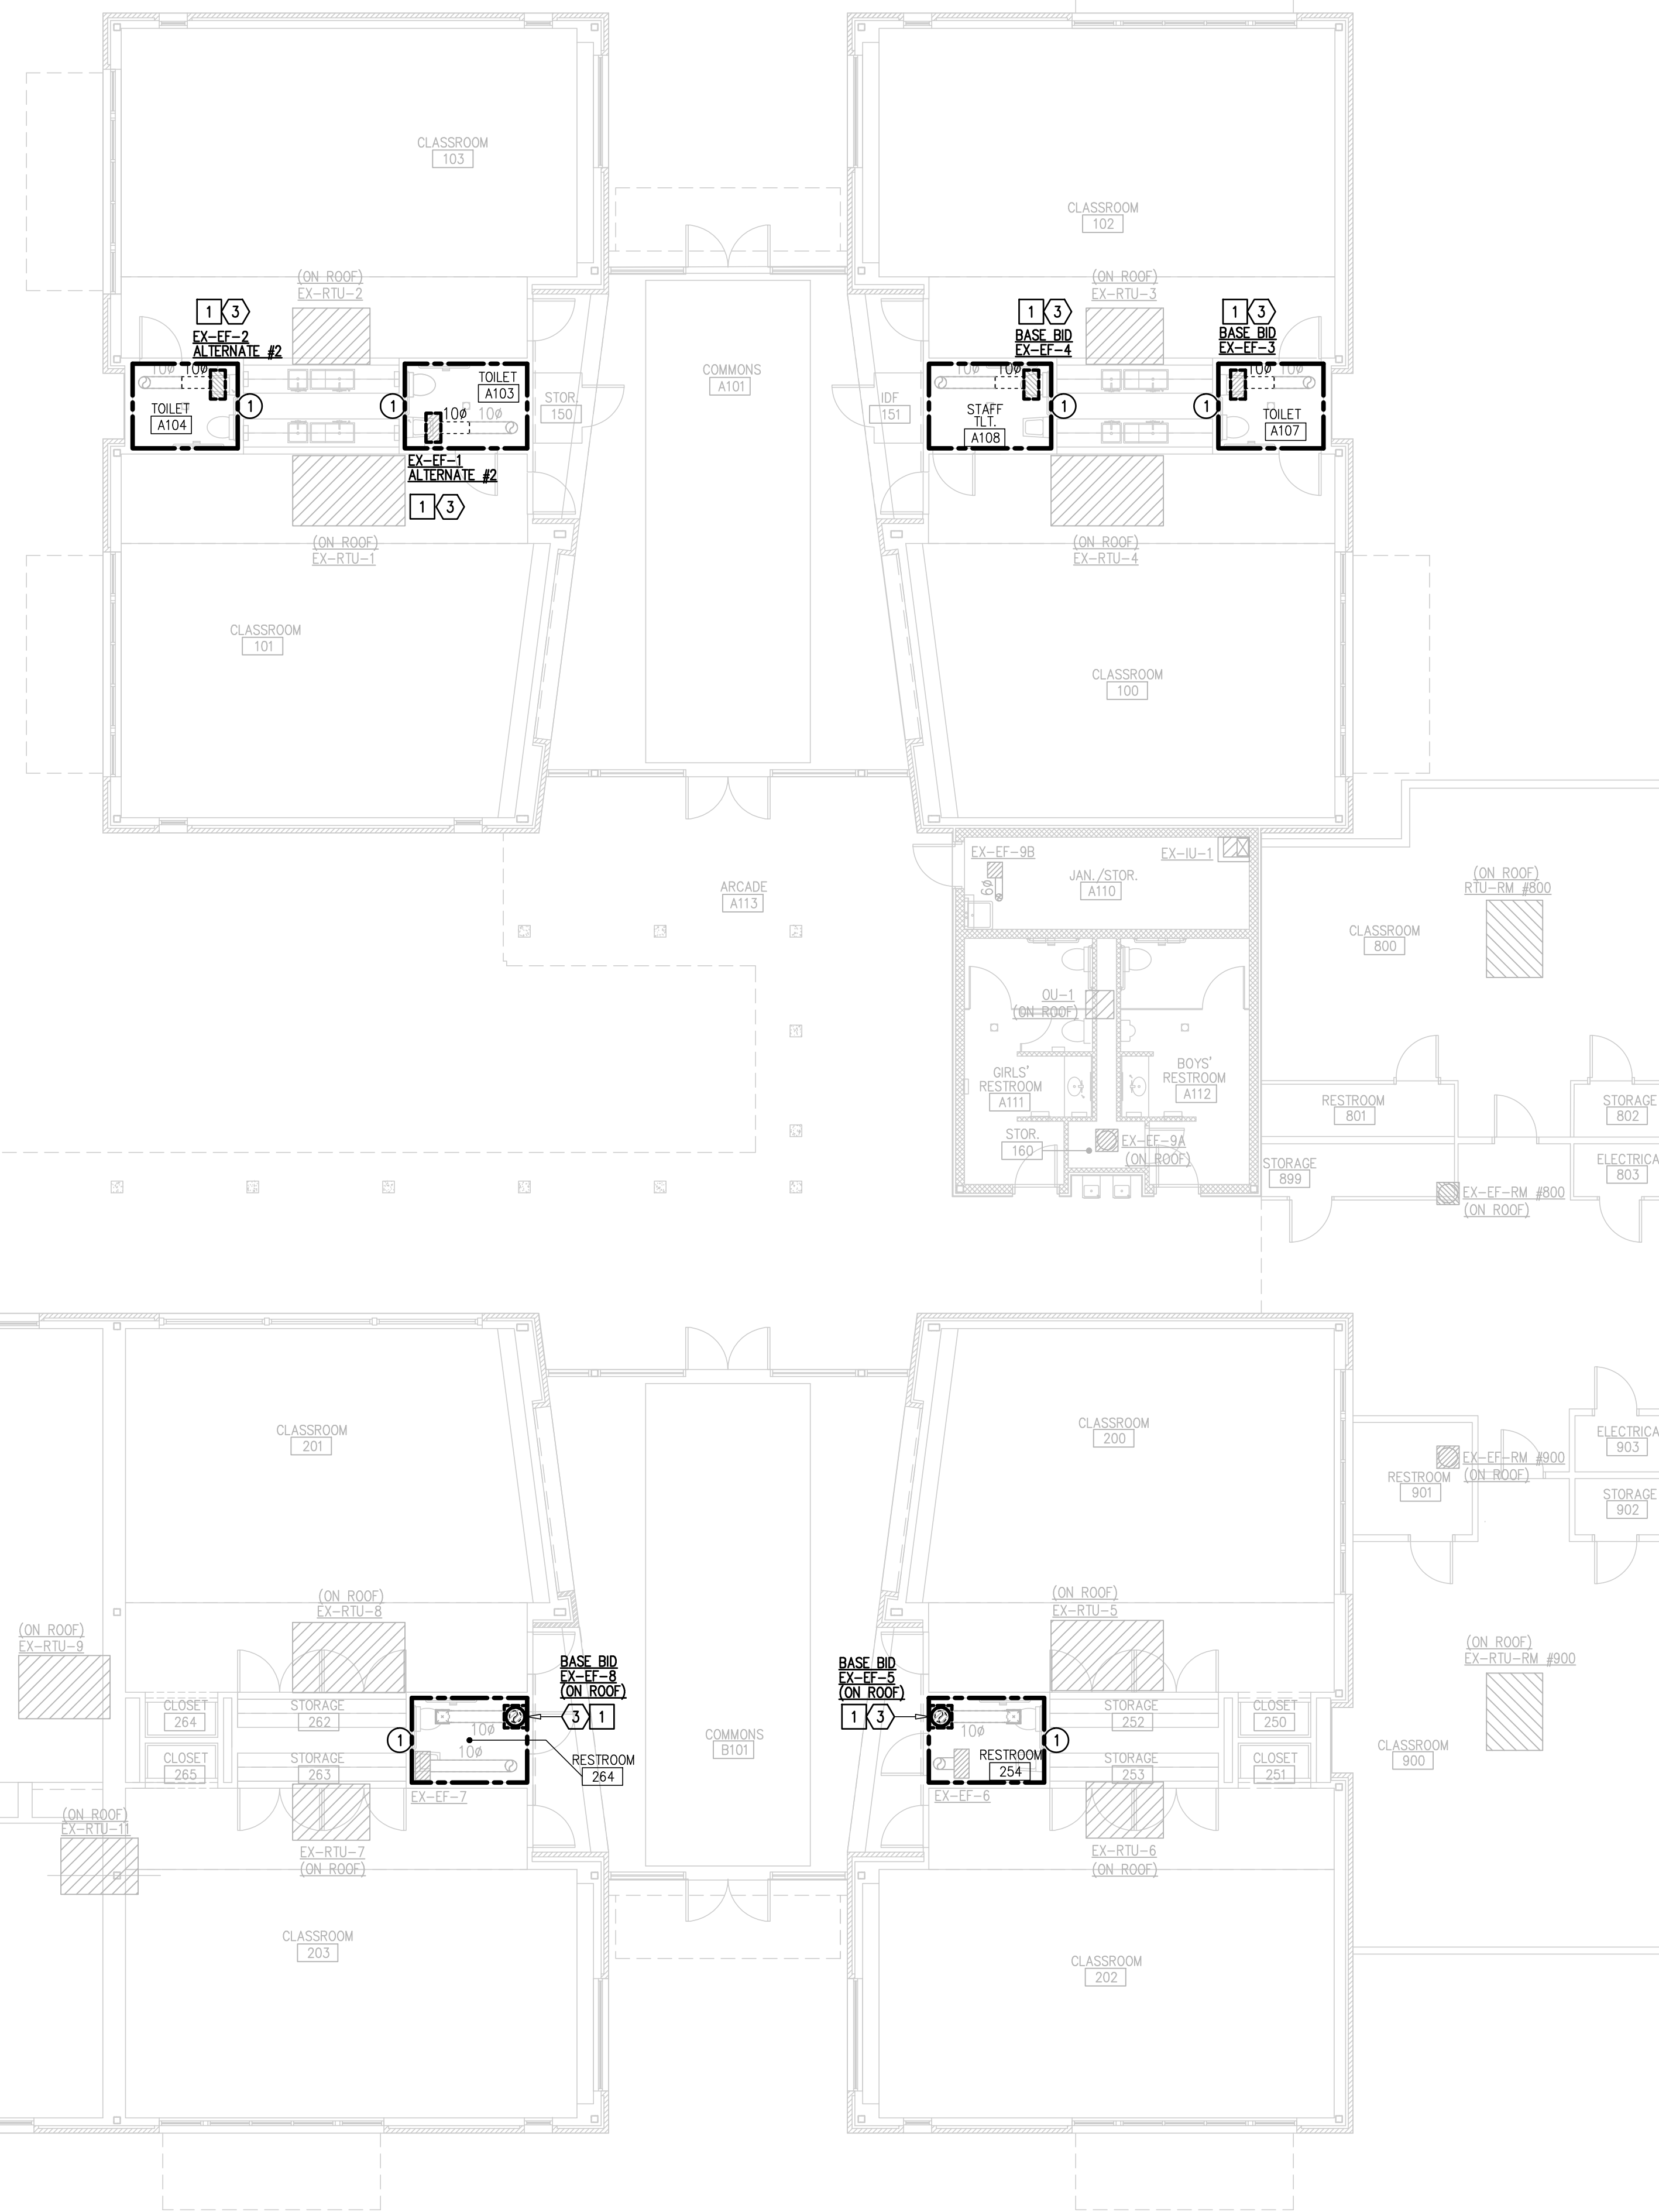 CLASSROOM
103
CLASSROOM
102
(ON ROOF)
EX-RTU-2
(ON ROOF)
EX-RTU-3
1 3
EX-EF-2
ALTERNATE #2
1 3
BASE BID
EX-EF-4
1 3
BASE BID
EX-EF-3
10ø 10ø
TOILET
A104
1
1
TOILET
A103
10ø 10ø
STOR.
150
COMMONS
A101
IDF
151
10ø 10ø
STAFF
TLT.
A108
1
1
10ø 10ø
TOILET
A107
EX-EF-1
ALTERNATE #2
1 3
(ON ROOF)
EX-RTU-1
(ON ROOF)
EX-RTU-4
CLASSROOM
101
CLASSROOM
100
EX-EF-9B
6ø
EX-IU-1
JAN./STOR.
A110
ARCADE
A113
(ON ROOF)
RTU-RM #800
CLASSROOM
800
OU-1
(ON ROOF)
GIRLS'
RESTROOM
A111
BOYS'
RESTROOM
A112
RESTROOM
801
STORAGE
802
STOR.
160
EX-EF-9A
(ON ROOF)
STORAGE
899
ELECTRICA
803
EX-EF-RM #800
(ON ROOF)
CLASSROOM
201
CLASSROOM
200
ELECTRICA
903
EX-EF-RM #900
(ON ROOF)
RESTROOM
901
STORAGE
902
(ON ROOF)
EX-RTU-8
(ON ROOF)
EX-RTU-5
(ON ROOF)
EX-RTU-9
(ON ROOF)
EX-RTU-RM #900
BASE BID
EX-EF-8
(ON ROOF)
3 1
BASE BID
EX-EF-5
(ON ROOF)
1 3
CLOSET
264
STORAGE
262
1
10ø
10ø
RESTROOM
264
COMMONS
B101
10ø
RESTROOM
254
1
STORAGE
252
CLOSET
250
CLOSET
265
STORAGE
263
STORAGE
253
CLOSET
251
CLASSROOM
900
EX-EF-7
EX-EF-6
(ON ROOF)
EX-RTU-11
EX-RTU-7
(ON ROOF)
EX-RTU-6
(ON ROOF)
CLASSROOM
203
CLASSROOM
202